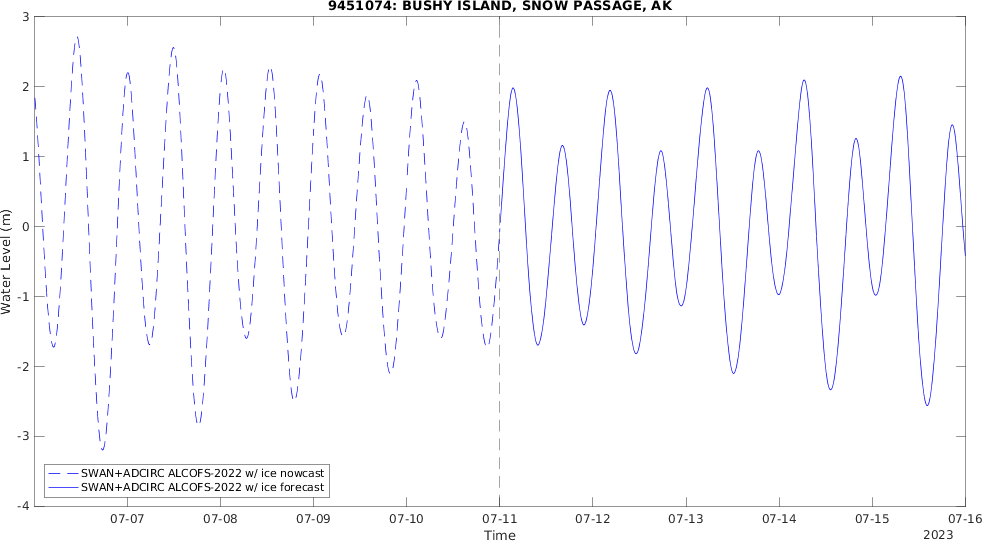 9451074: BUSHY ISLAND, SNOW PASSAGE, AK
3
2
1
0
-1
-2
-3
-4
Water Level (m)
SWAN+ADCIRC ALCOFS-2022 w/ ice nowcast
SWAN+ADCIRC ALCOFS-2022 w/ ice forecast
07-07 07-08 07-09 07-10 07-11 07-12 07-13 07-14 07-15 07-16
Time
2023